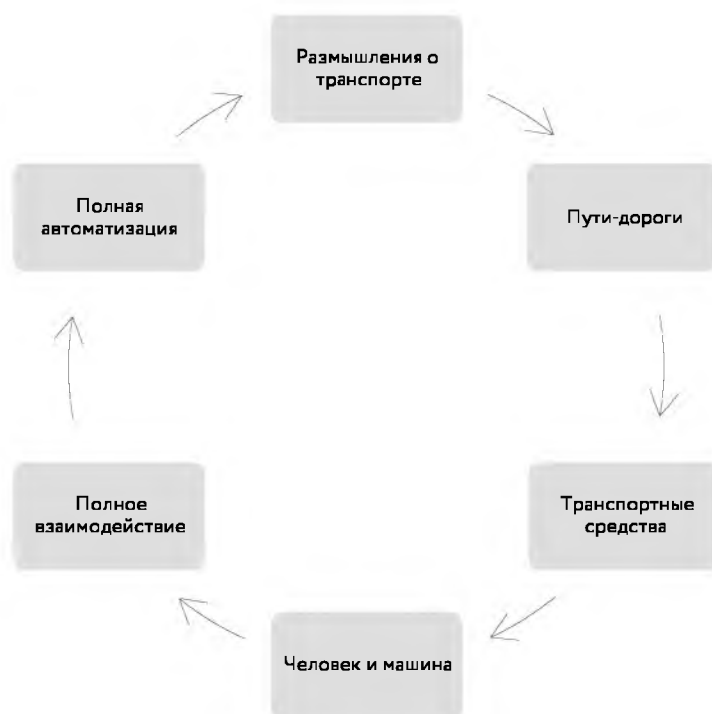 Размышления о
транспорте
Пути-дороги
Транспортные
средства
Человек и машина
Полное
взаимодействие
Полная
автоматизация